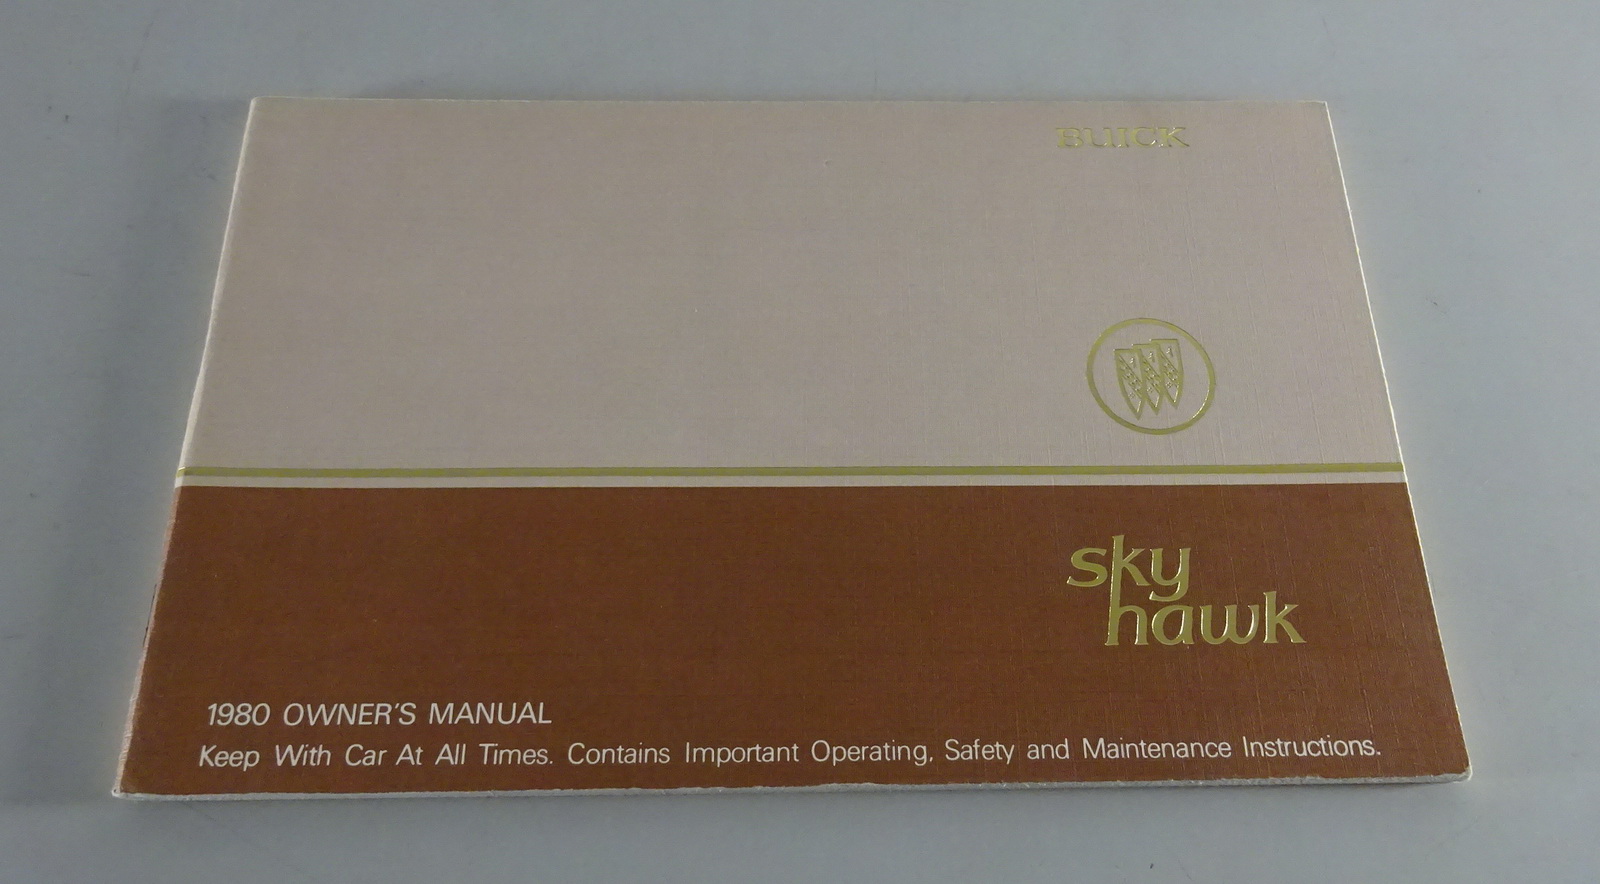 BUICK
sky
hawk
1980 OWNER'S MANUAL
Keep With Car At All Times. Contains Important Operating, Safety and Maintenance Instructions.